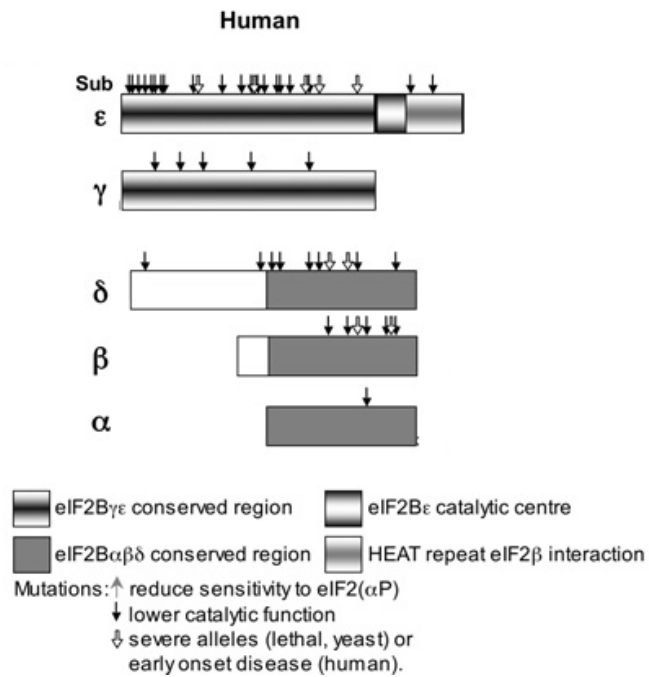 Human
Sub
ε
γ
δ
β
α
eIF2Bγε conserved region
eIF2Bε catalytic centre
eIF2Bαβδ conserved region
HEAT repeat eIF2β interaction
Mutations: reduce sensitivity to eIF2(αP)
lower catalytic function
severe alleles (lethal, yeast) or
early onset disease (human).